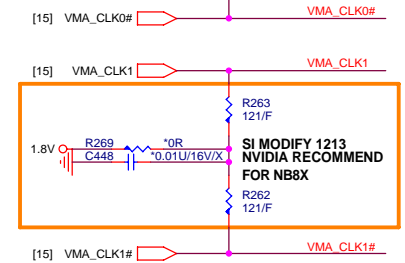 [15] VMA_CLK0# VMA_CLK0#
[15] VMA_CLK1 VMA_CLK1
R263
121/F
1.8V R269 *0R
C448 *0.01U/16V/X
SI MODIFY 1213
NVIDIA RECOMMEND
FOR NB8X
R262
121/F
[15] VMA_CLK1# VMA_CLK1#